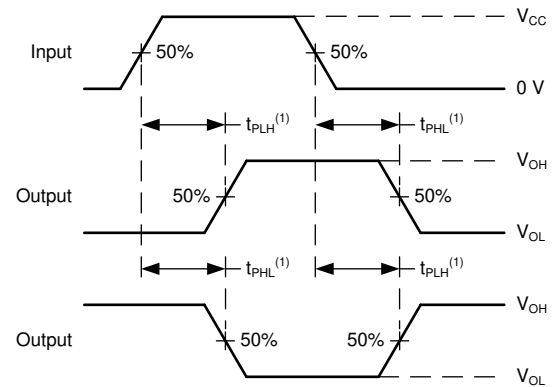 V_CC
Input 50% 50%
0 V
t_PLH^(1) t_PHL^(1)
V_OH
Output 50% 50%
V_OL
t_PHL^(1) t_PLH^(1)
V_OH
Output 50% 50%
V_OL